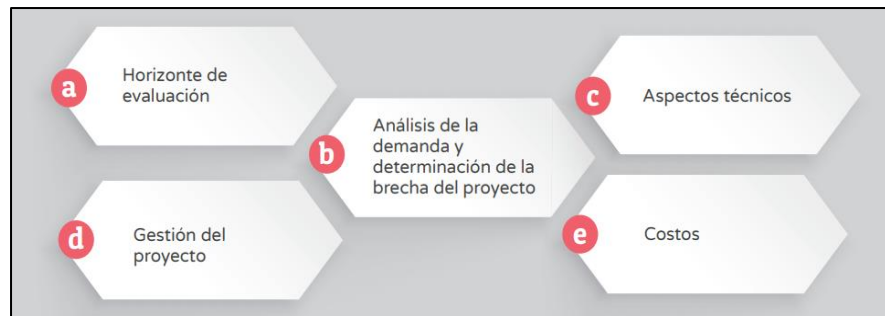 a
Horizonte de
evaluación
b
Análisis de la
demanda y
determinación de la
brecha del proyecto
c
Aspectos técnicos
d
Gestión del
proyecto
e
Costos